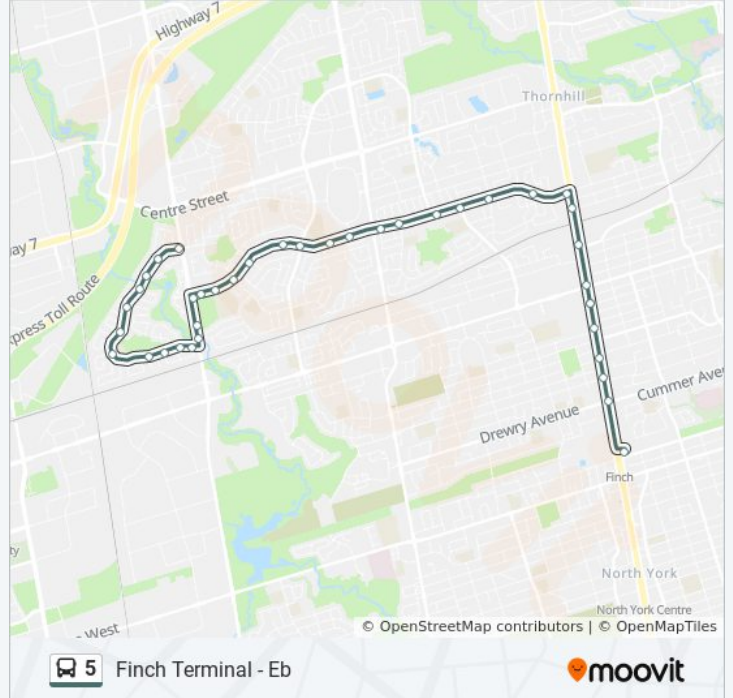 Highway 7
Thornhill
Centre Street
way 7
xpress Toll Route
Cummer Ave
Drewry Avenue
Finch
North York
North York Centre
West
© OpenStreetMap contributors | © OpenMapTiles
5 Finch Terminal - Eb
moovit